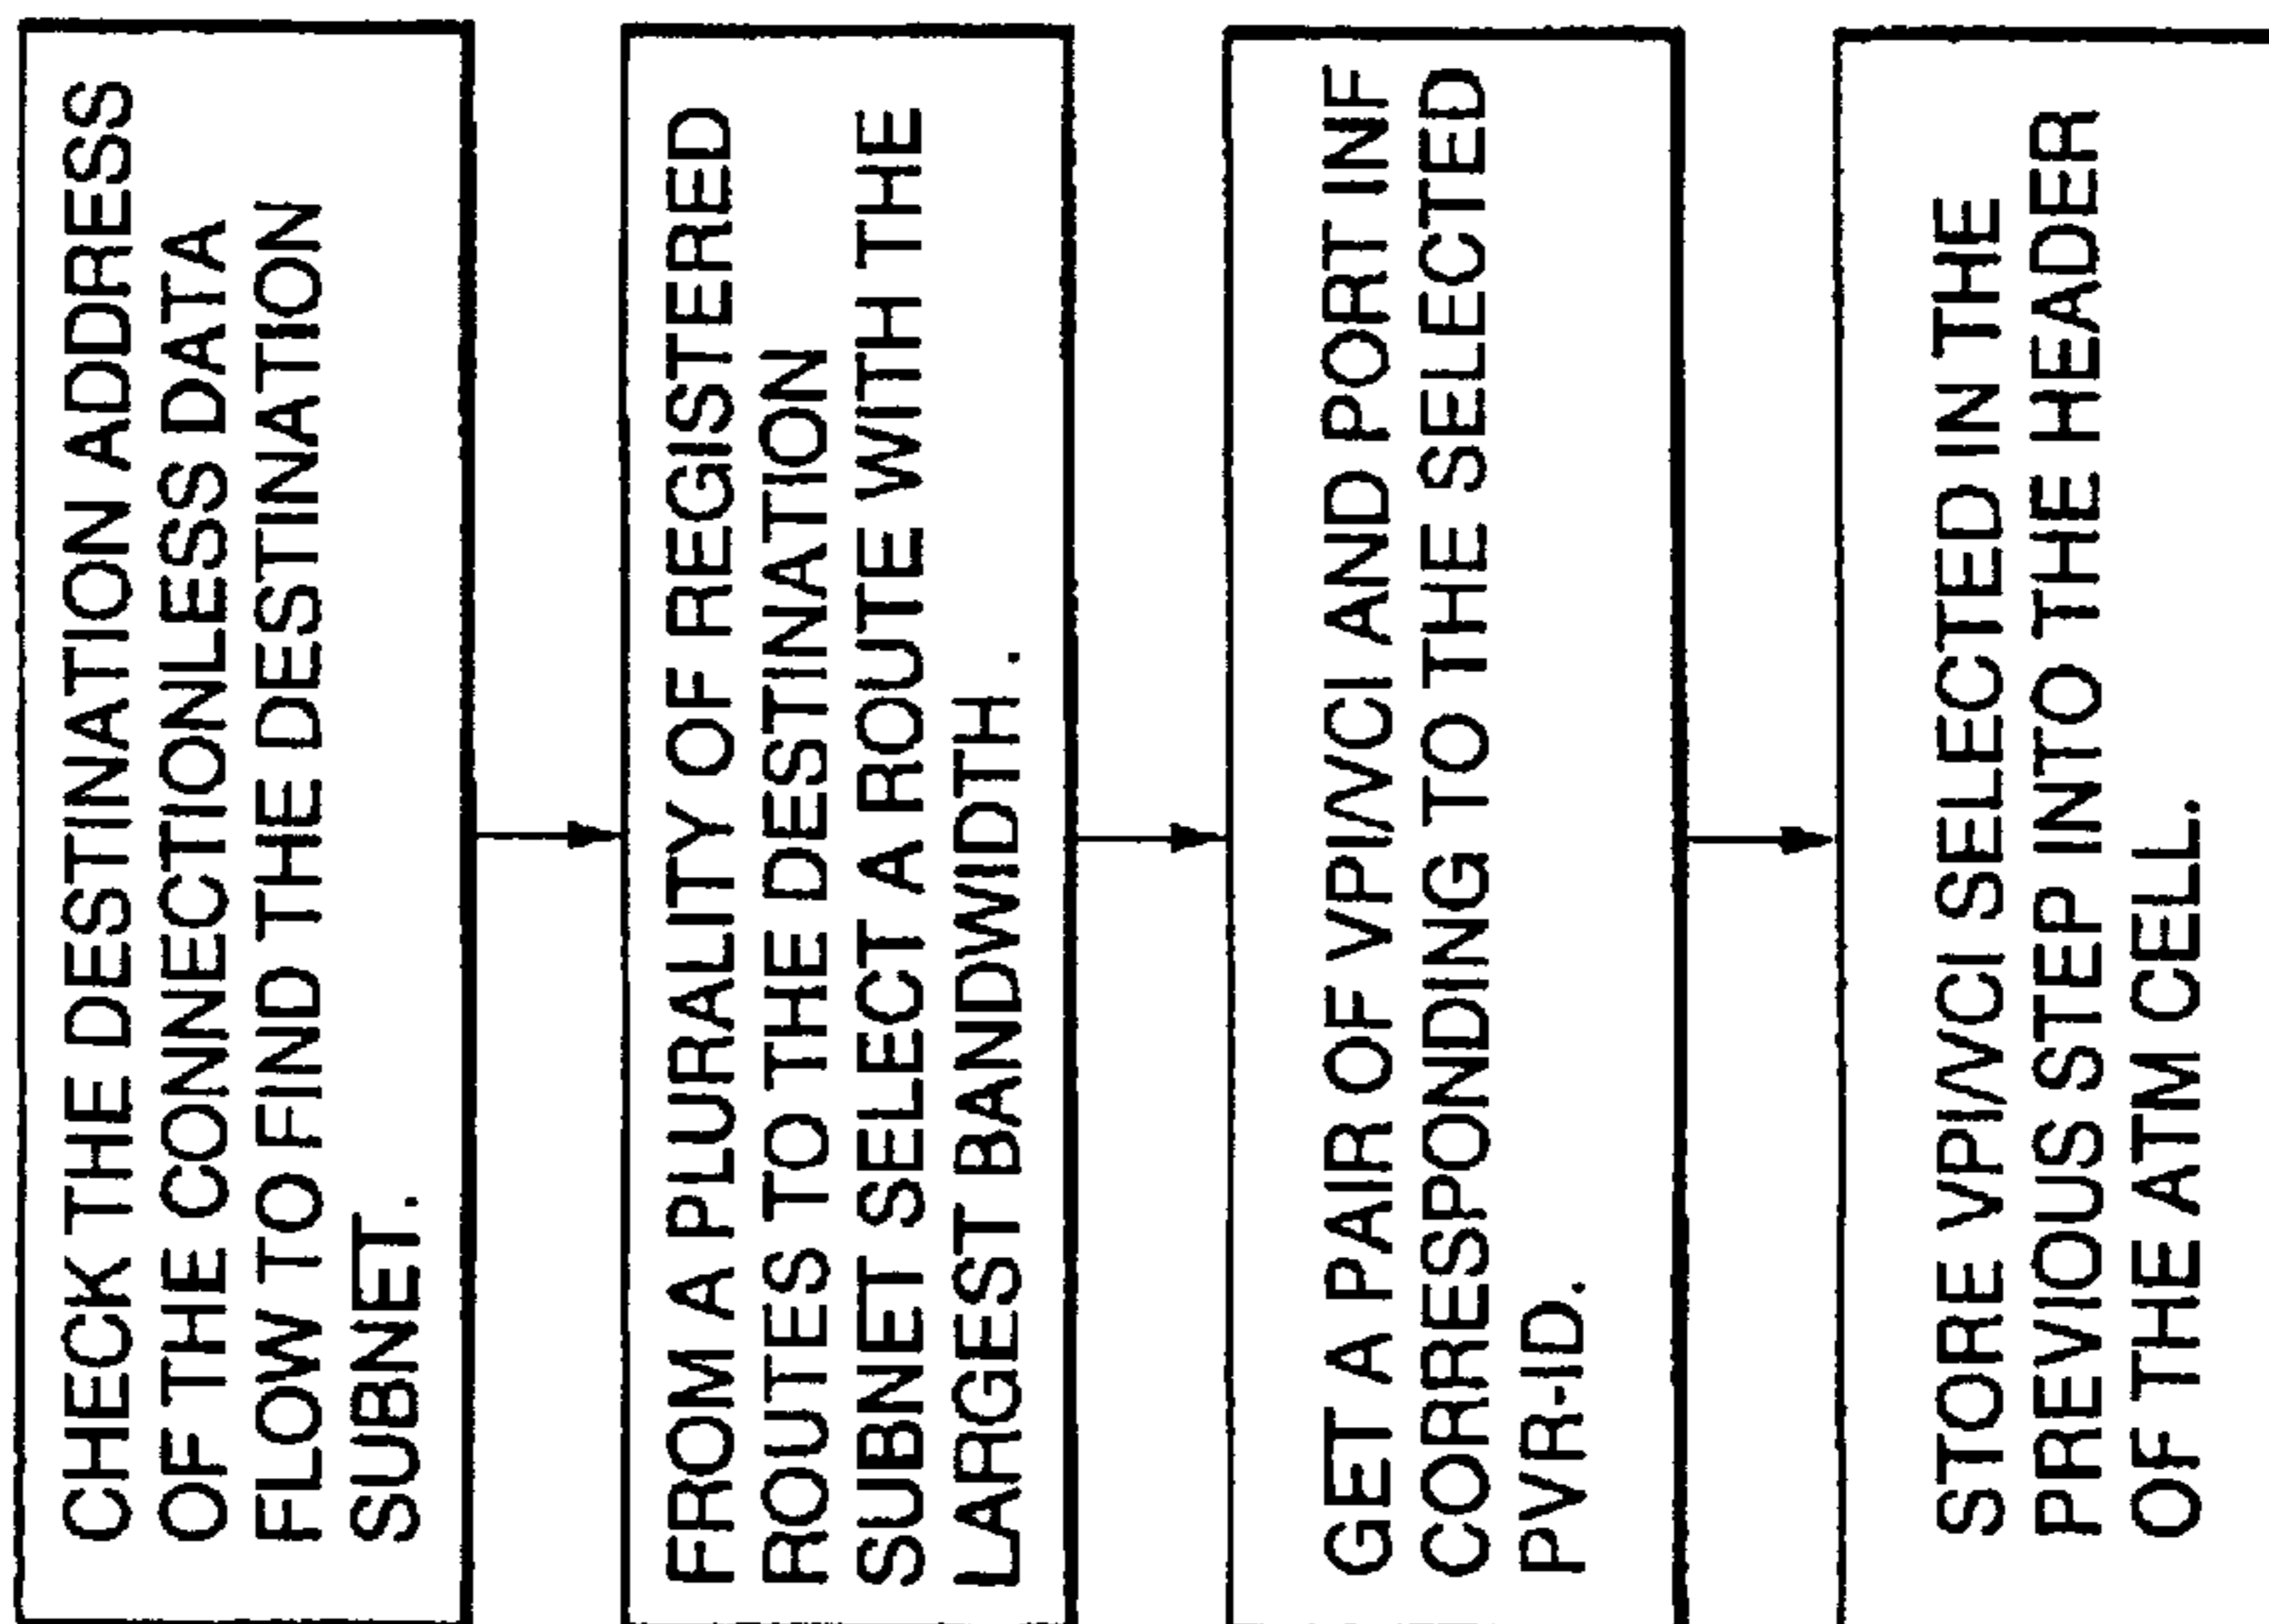 CHECK THE DESTINATION ADDRESS
OF THE CONNECTIONLESS DATA
FLOW TO FIND THE DESTINATION
SUBNET.
FROM A PLURALITY OF REGISTERED
ROUTES TO THE DESTINATION
SUBNET SELECT A ROUTE WITH THE
LARGEST BANDWIDTH.
GET A PAIR OF VPI/VCI AND PORT INF
CORRESPONDING TO THE SELECTED
PVR-ID.
STORE VPI/VCI SELECTED IN THE
PREVIOUS STEP INTO THE HEADER
OF THE ATM CELL.